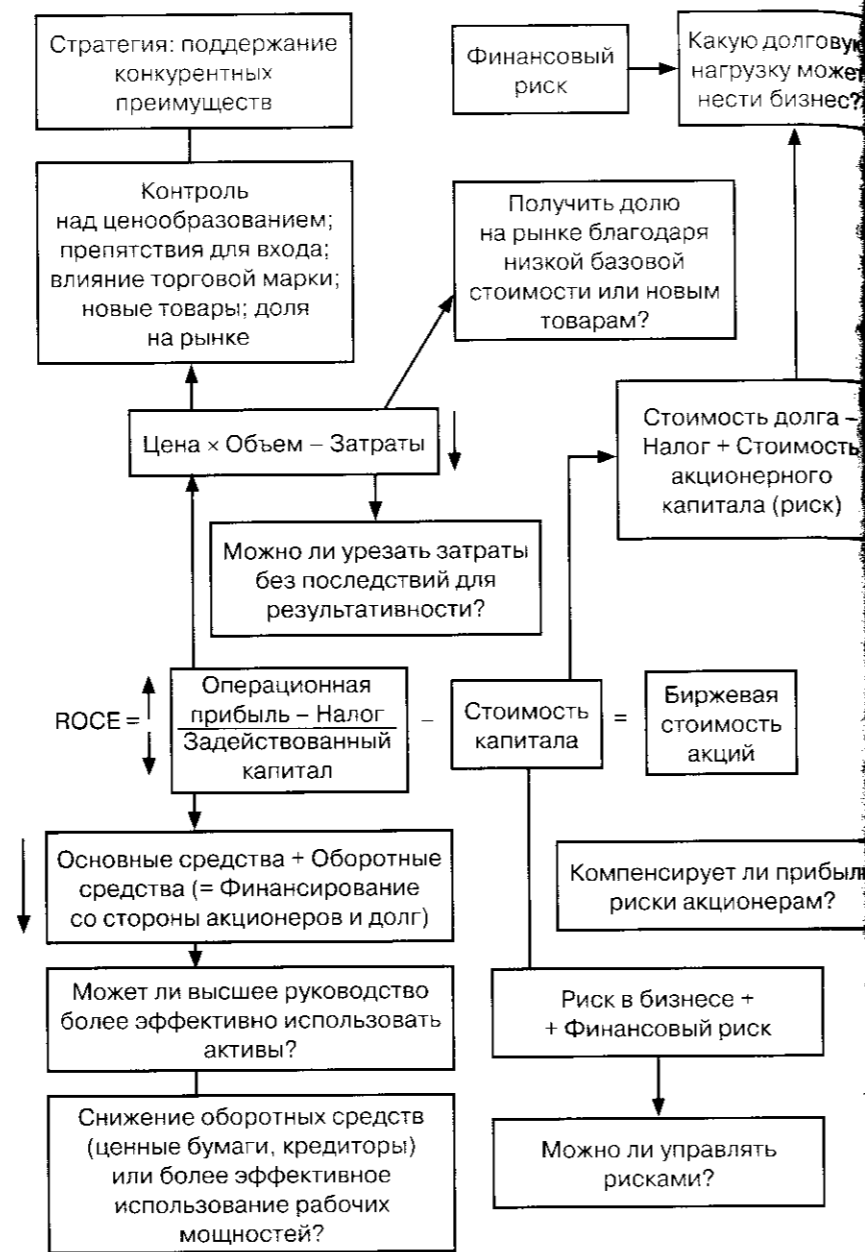 Стратегия: поддержание
конкурентных
преимуществ
Финансовый
риск
Какую долговую
нагрузку может
нести бизнес?
Контроль
над ценообразованием;
препятствия для входа;
влияние торговой марки;
новые товары; доля
на рынке
Получить долю
на рынке благодаря
низкой базовой
стоимости или новым
товарам?
Цена × Объем – Затраты
Стоимость долга –
Налог + Стоимость
акционерного
капитала (риск)
Можно ли урезать затраты
без последствий для
результативности?
ROCE =
Операционная
прибыль – Налог
Задействованный
капитал
–
Стоимость
капитала
=
Биржевая
стоимость
акций
Основные средства + Оборотные
средства (= Финансирование
со стороны акционеров и долг)
Компенсирует ли прибыль
риски акционерам?
Может ли высшее руководство
более эффективно использовать
активы?
Риск в бизнесе +
+ Финансовый риск
Снижение оборотных средств
(ценные бумаги, кредиторы)
или более эффективное
использование рабочих
мощностей?
Можно ли управлять
рисками?